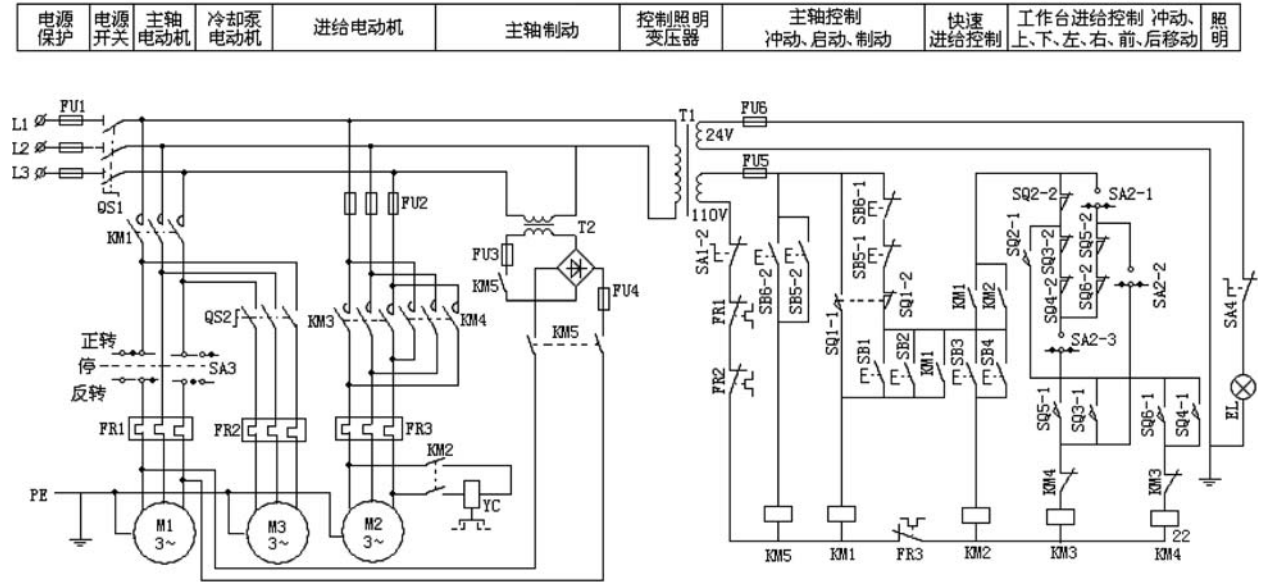 电源
保护
电源
开关
主轴
电动机
冷却泵
电动机
进给电动机
主轴制动
控制照明
变压器
主轴控制
冲动、启动、制动
快速
进给控制
工作台进给控制 冲动、
上、下、左、右、前、后移动
照
明
L1
FU1
L2
L3
QS1
KM1
FU2
T2
FU3
KM5
FU4
QS2
KM3
KM4
KM5
正转
停
反转
SA3
FR1
FR2
FR3
KM2
YC
PE
M1
3~
M3
3~
M2
3~
T1
FU6
24V
FU5
110V
SA1-2
FR1
FR2
SB6-2
SB5-2
SB6-1
SB5-1
SQ1-2
SQ1-1
SB1
SB2
KM1
KM1
KM2
SB3
SB4
SQ2-2
SA2-1
SQ2-1
SQ3-2
SQ5-2
SQ4-2
SQ6-2
SA2-2
SA2-3
SQ5-1
SQ3-1
SQ6-1
SQ4-1
KM4
KM3
SA4
EL
KM5
KM1
FR3
KM2
KM3
22
KM4